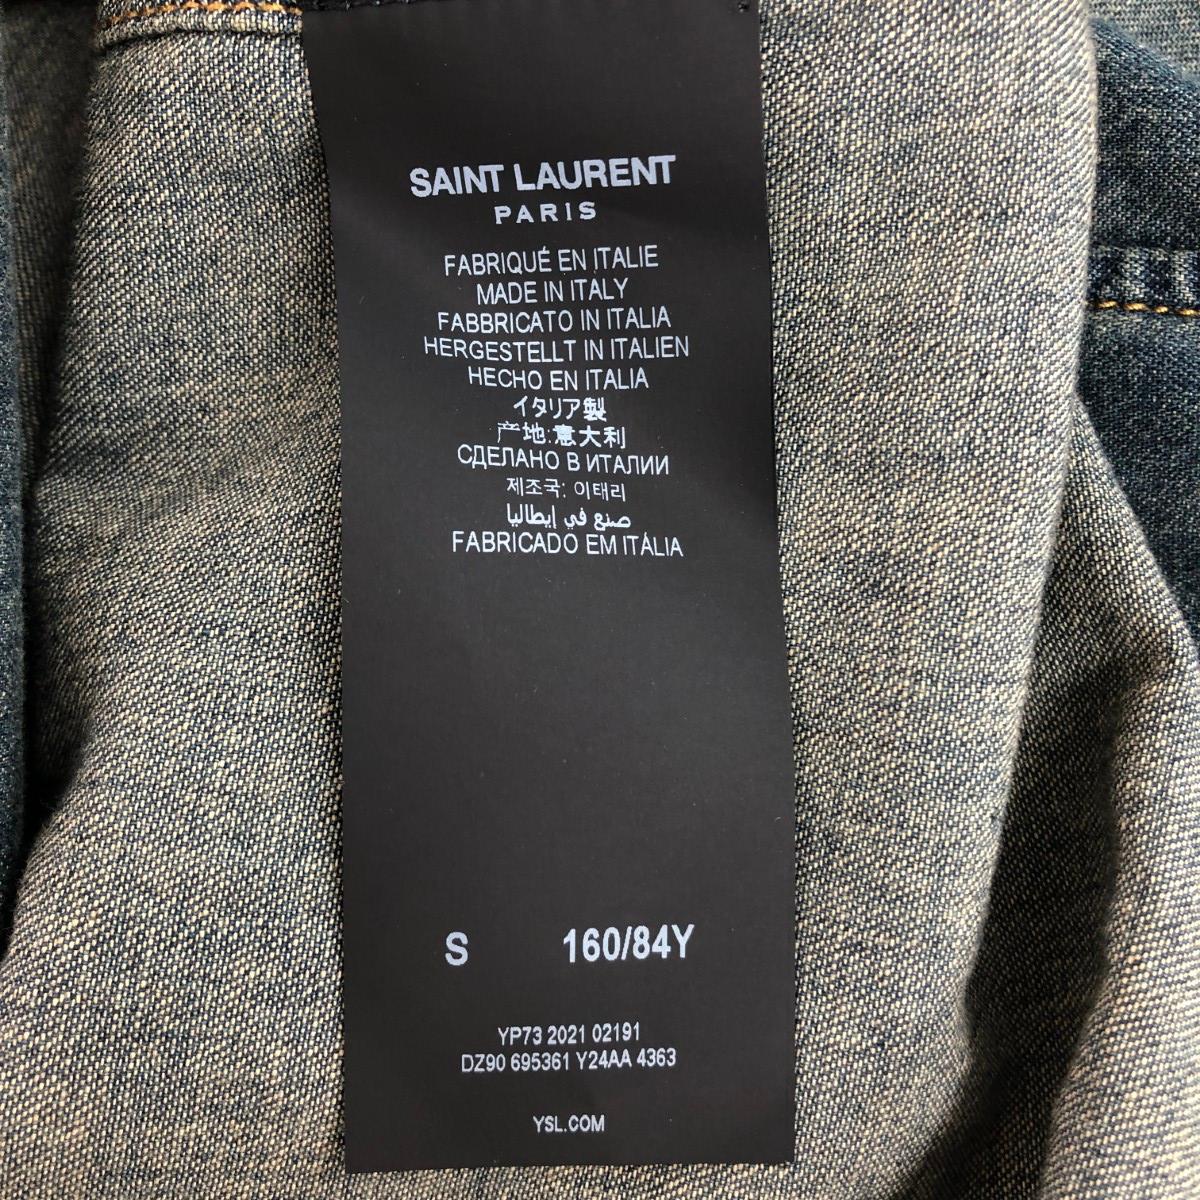 SAINT LAURENT
PARIS
FABRIQUÉ EN ITALIE
MADE IN ITALY
FABBRICATO IN ITALIA
HERGESTELLT IN ITALIEN
HECHO EN ITALIA
イタリア製
产地:意大利
СДЕЛАНО В ИТАЛИИ
제조국: 이태리
صنع في إيطاليا
FABRICADO EM ITÁLIA
S 160/84Y
YP73 2021 02191
DZ90 695361 Y24AA 4363
YSL.COM